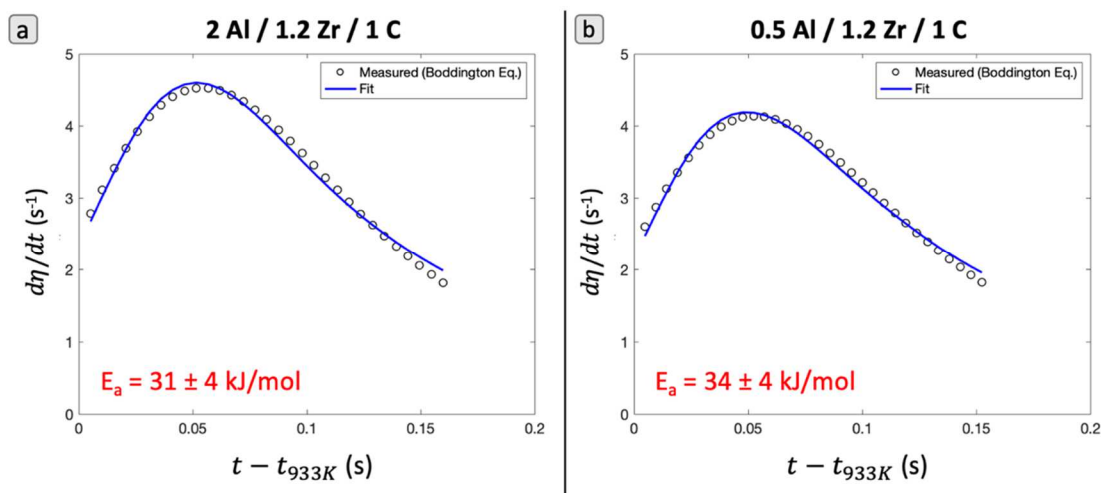 a
2 Al / 1.2 Zr / 1 C
5
4
3
2
1
0
0
0.05
0.1
0.15
0.2
dη/dt (s⁻¹)
t − t₉₃₃K (s)
Measured (Boddington Eq.)
Fit
Eₐ = 31 ± 4 kJ/mol
b
0.5 Al / 1.2 Zr / 1 C
5
4
3
2
1
0
0
0.05
0.1
0.15
0.2
dη/dt (s⁻¹)
t − t₉₃₃K (s)
Measured (Boddington Eq.)
Fit
Eₐ = 34 ± 4 kJ/mol